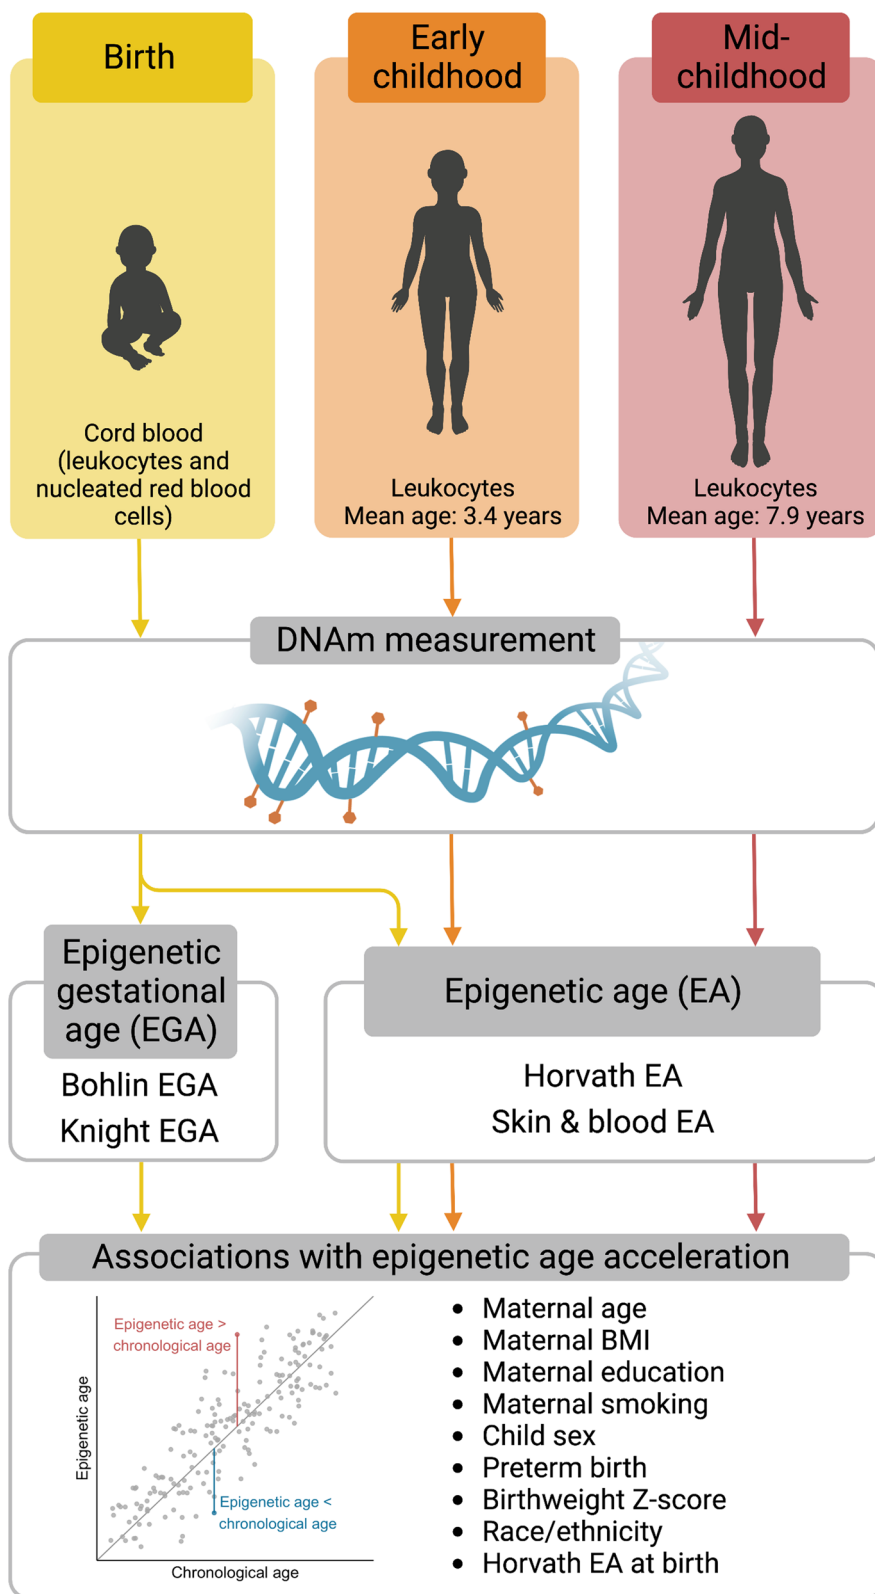 Birth
Early
childhood
Mid-
childhood
Cord blood
(leukocytes and
nucleated red blood
cells)
Leukocytes
Mean age: 3.4 years
Leukocytes
Mean age: 7.9 years
DNAm measurement
Epigenetic
gestational
age (EGA)
Bohlin EGA
Knight EGA
Epigenetic age (EA)
Horvath EA
Skin & blood EA
Associations with epigenetic age acceleration
Epigenetic age >
chronological age
Epigenetic age <
chronological age
Epigenetic age
Chronological age
• Maternal age
• Maternal BMI
• Maternal education
• Maternal smoking
• Child sex
• Preterm birth
• Birthweight Z-score
• Race/ethnicity
• Horvath EA at birth